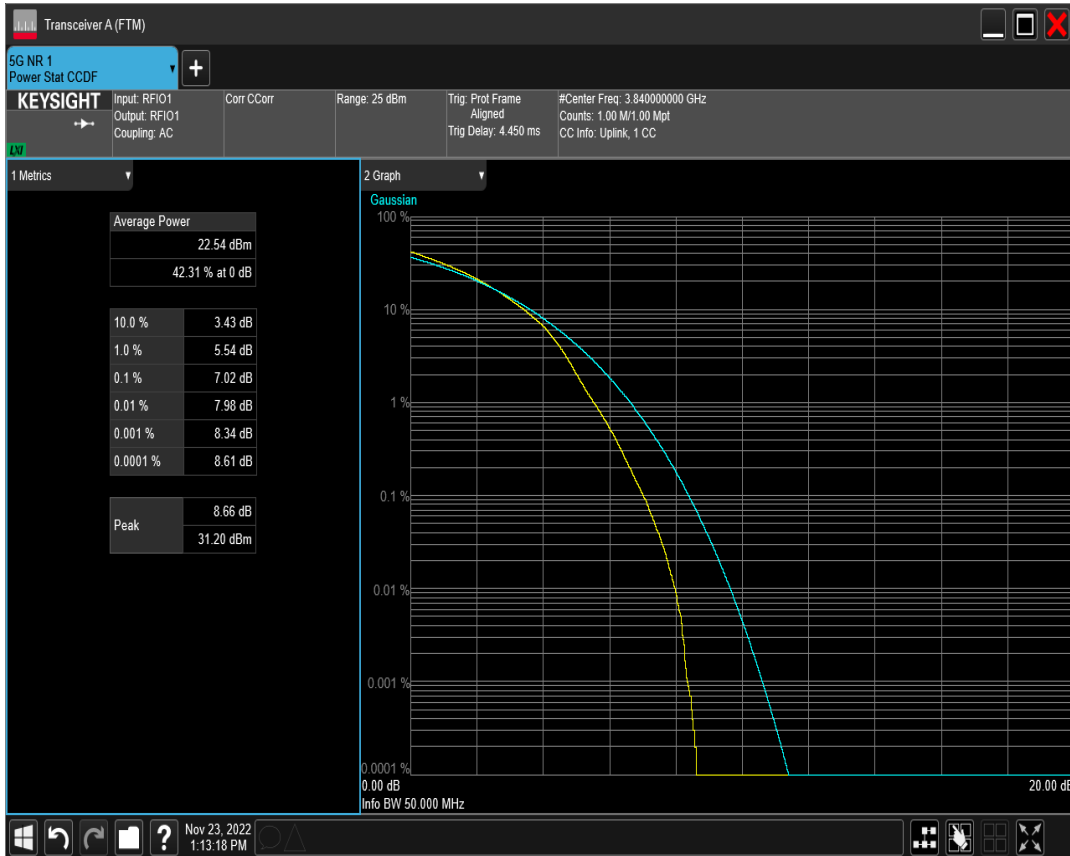 Transceiver A (FTM)
5G NR 1
Power Stat CCDF
+
KEYSIGHT
LXI
Input: RFIO1
Output: RFIO1
Coupling: AC
Corr CCorr
Range: 25 dBm
Trig: Prot Frame
Aligned
Trig Delay: 4.450 ms
#Center Freq: 3.840000000 GHz
Counts: 1.00 M/1.00 Mpt
CC Info: Uplink, 1 CC
1 Metrics
Average Power
22.54 dBm
42.31 % at 0 dB
10.0 % 3.43 dB
1.0 % 5.54 dB
0.1 % 7.02 dB
0.01 % 7.98 dB
0.001 % 8.34 dB
0.0001 % 8.61 dB
Peak 8.66 dB
31.20 dBm
2 Graph
Gaussian
100 %
10 %
1 %
0.1 %
0.01 %
0.001 %
0.0001 %
0.00 dB 20.00 dB
Info BW 50.000 MHz
? Nov 23, 2022
1:13:18 PM